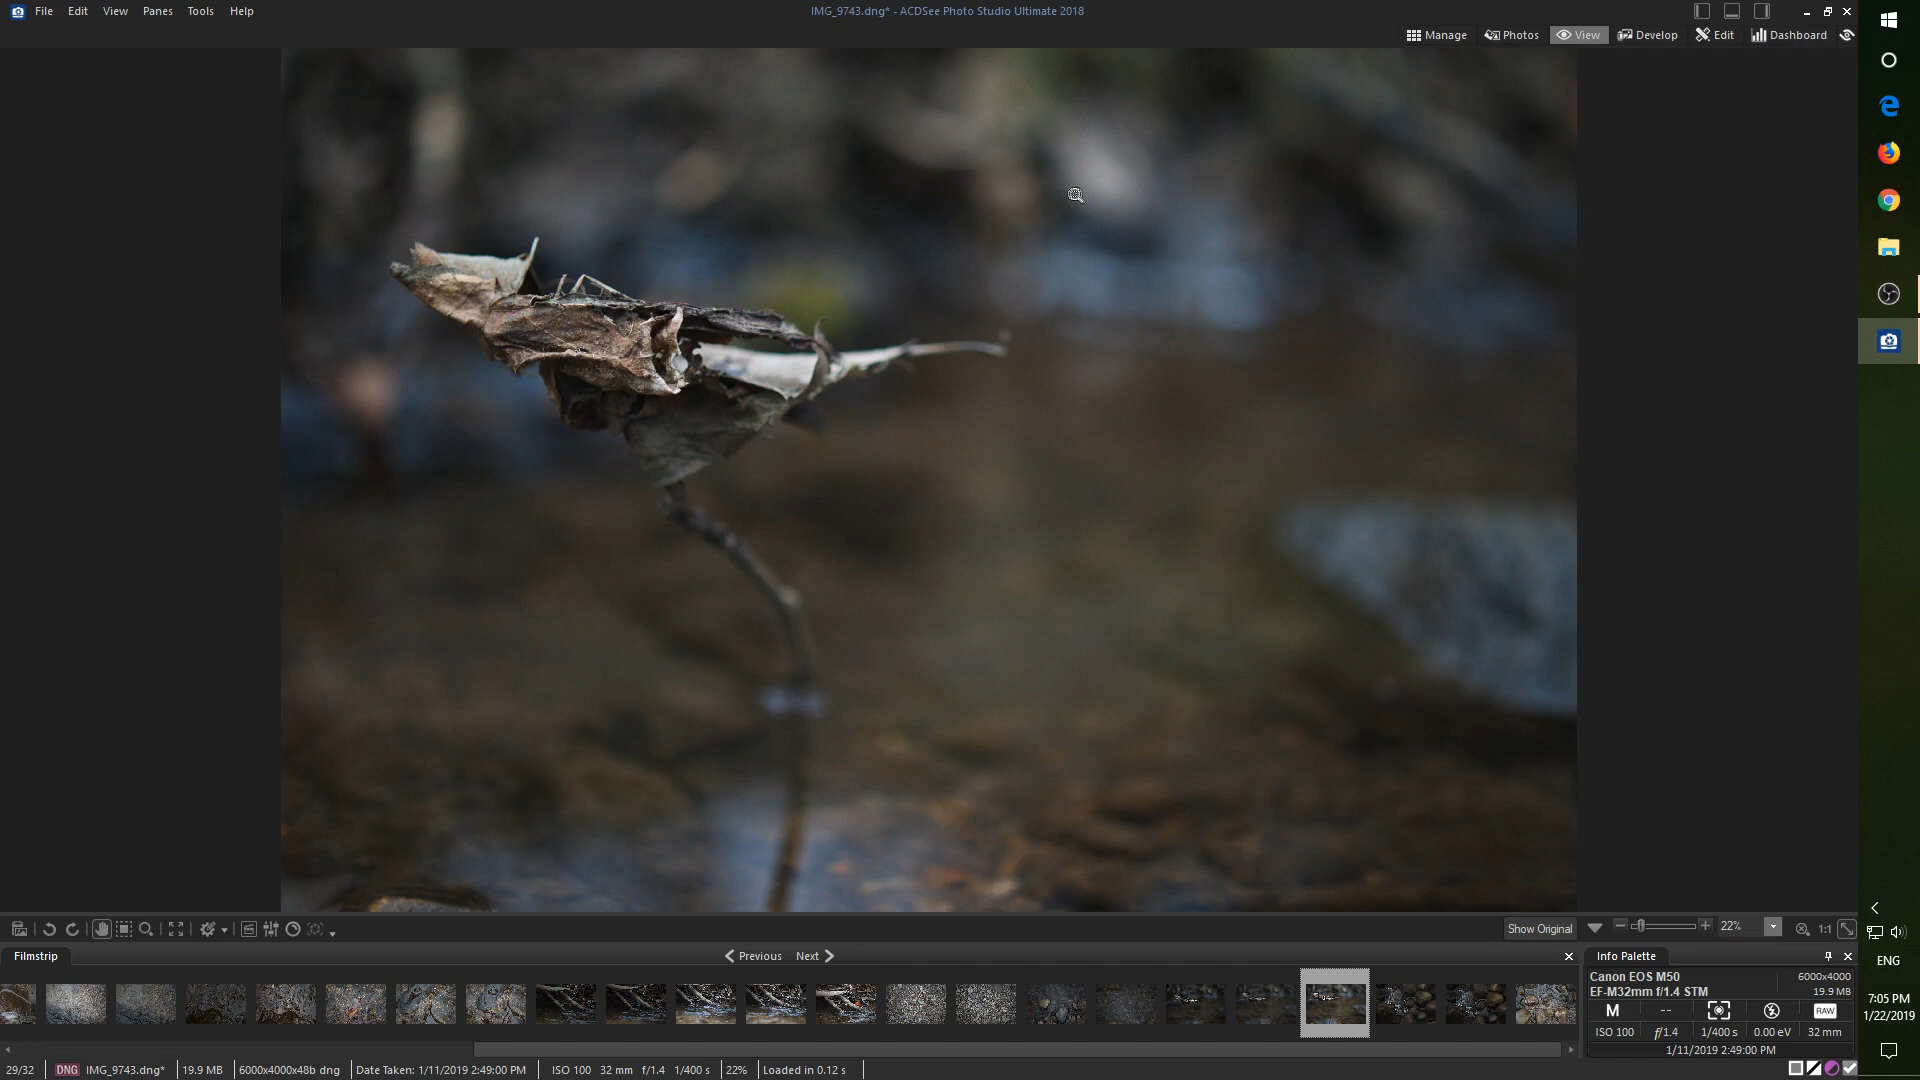 File Edit View Panes Tools Help
IMG_9743.dng* - ACDSee Photo Studio Ultimate 2018
Manage Photos View Develop Edit Dashboard
Show Original 22% 1:1
Filmstrip
Previous Next
Info Palette
Canon EOS M50 6000x4000
EF-M32mm f/1.4 STM 19.9 MB
M -- RAW
ISO 100 f/1.4 1/400 s 0.00 eV 32 mm
1/11/2019 2:49:00 PM
29/32 DNG IMG_9743.dng* 19.9 MB 6000x4000x48b dng Date Taken: 1/11/2019 2:49:00 PM ISO 100 32 mm f/1.4 1/400 s 22% Loaded in 0.12 s
ENG
7:05 PM
1/22/2019